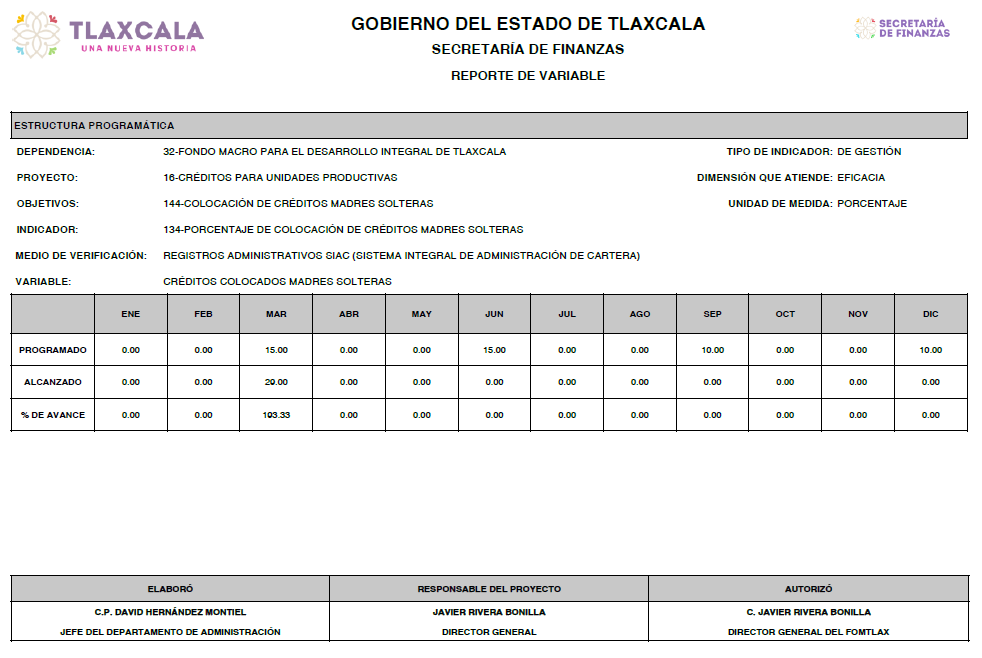 TLAXCALA
UNA NUEVA HISTORIA
GOBIERNO DEL ESTADO DE TLAXCALA
SECRETARÍA DE FINANZAS
REPORTE DE VARIABLE
SECRETARÍA
DE FINANZAS
ESTRUCTURA PROGRAMÁTICA
DEPENDENCIA: 32-FONDO MACRO PARA EL DESARROLLO INTEGRAL DE TLAXCALA TIPO DE INDICADOR: DE GESTIÓN
PROYECTO: 16-CRÉDITOS PARA UNIDADES PRODUCTIVAS DIMENSIÓN QUE ATIENDE: EFICACIA
OBJETIVOS: 144-COLOCACIÓN DE CRÉDITOS MADRES SOLTERAS UNIDAD DE MEDIDA: PORCENTAJE
INDICADOR: 134-PORCENTAJE DE COLOCACIÓN DE CRÉDITOS MADRES SOLTERAS
MEDIO DE VERIFICACIÓN: REGISTROS ADMINISTRATIVOS SIAC (SISTEMA INTEGRAL DE ADMINISTRACIÓN DE CARTERA)
VARIABLE: CRÉDITOS COLOCADOS MADRES SOLTERAS
ENE FEB MAR ABR MAY JUN JUL AGO SEP OCT NOV DIC
PROGRAMADO 0.00 0.00 15.00 0.00 0.00 15.00 0.00 0.00 10.00 0.00 0.00 10.00
ALCANZADO 0.00 0.00 29.00 0.00 0.00 0.00 0.00 0.00 0.00 0.00 0.00 0.00
% DE AVANCE 0.00 0.00 193.33 0.00 0.00 0.00 0.00 0.00 0.00 0.00 0.00 0.00
ELABORÓ RESPONSABLE DEL PROYECTO AUTORIZÓ
C.P. DAVID HERNÁNDEZ MONTIEL JAVIER RIVERA BONILLA C. JAVIER RIVERA BONILLA
JEFE DEL DEPARTAMENTO DE ADMINISTRACIÓN DIRECTOR GENERAL DIRECTOR GENERAL DEL FOMTLAX